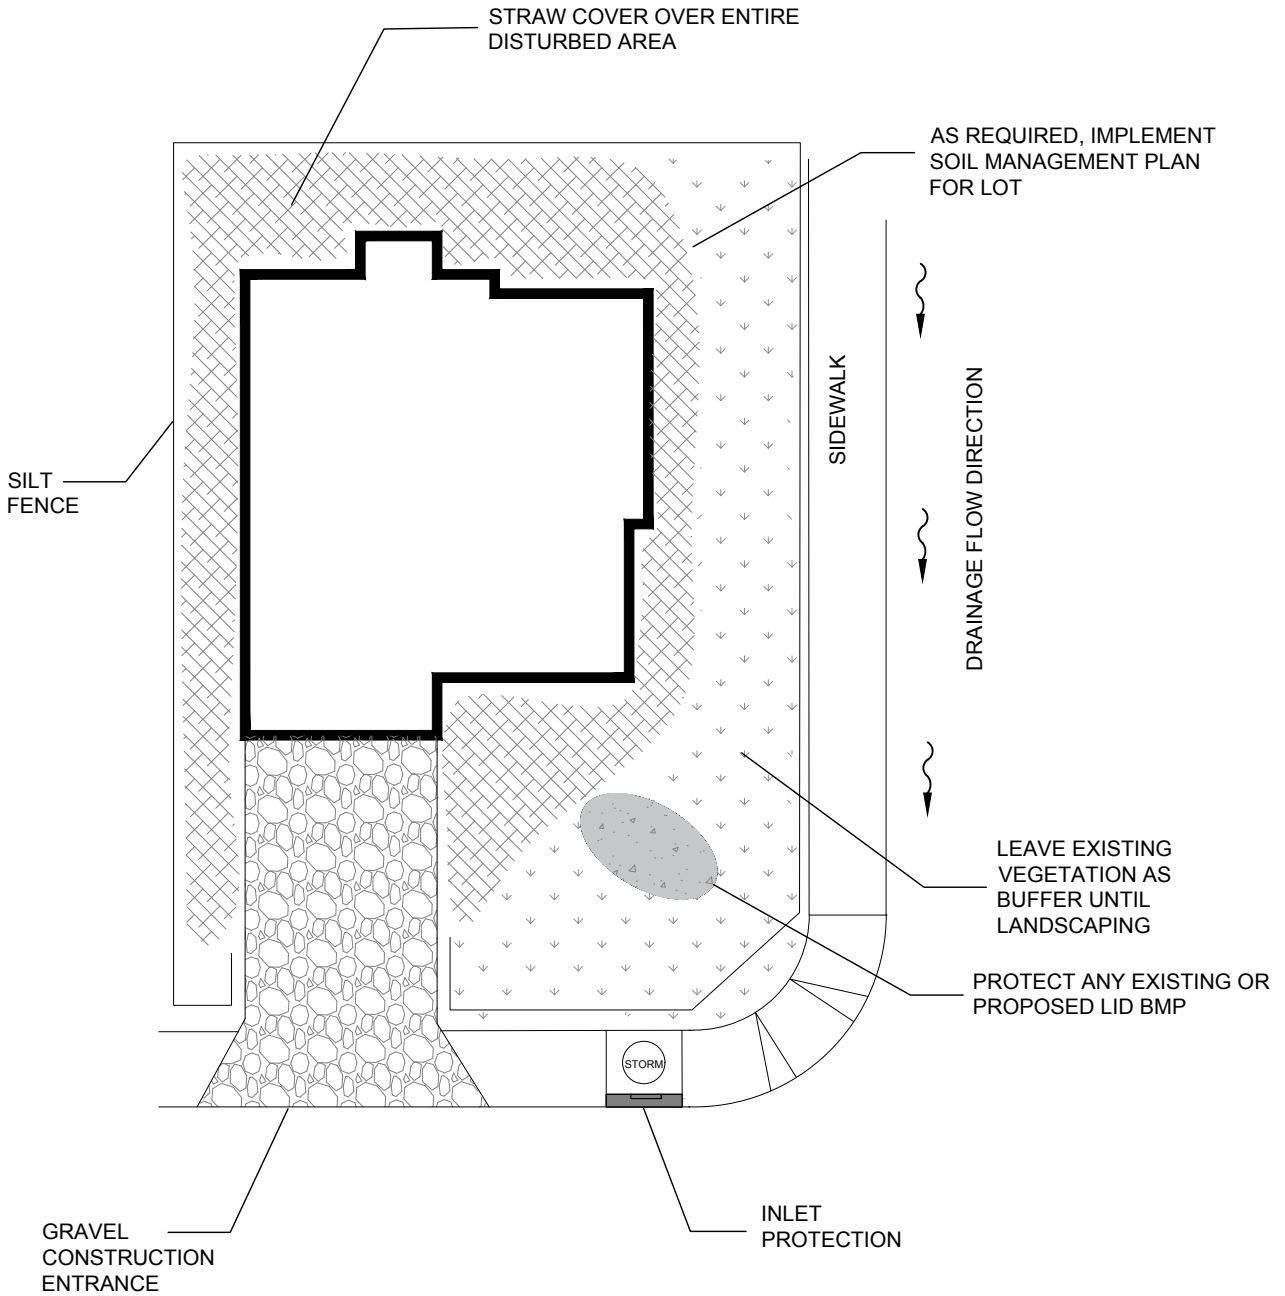 STRAW COVER OVER ENTIRE
DISTURBED AREA
AS REQUIRED, IMPLEMENT
SOIL MANAGEMENT PLAN
FOR LOT
SIDEWALK
DRAINAGE FLOW DIRECTION
SILT
FENCE
LEAVE EXISTING
VEGETATION AS
BUFFER UNTIL
LANDSCAPING
PROTECT ANY EXISTING OR
PROPOSED LID BMP
STORM
INLET
PROTECTION
GRAVEL
CONSTRUCTION
ENTRANCE